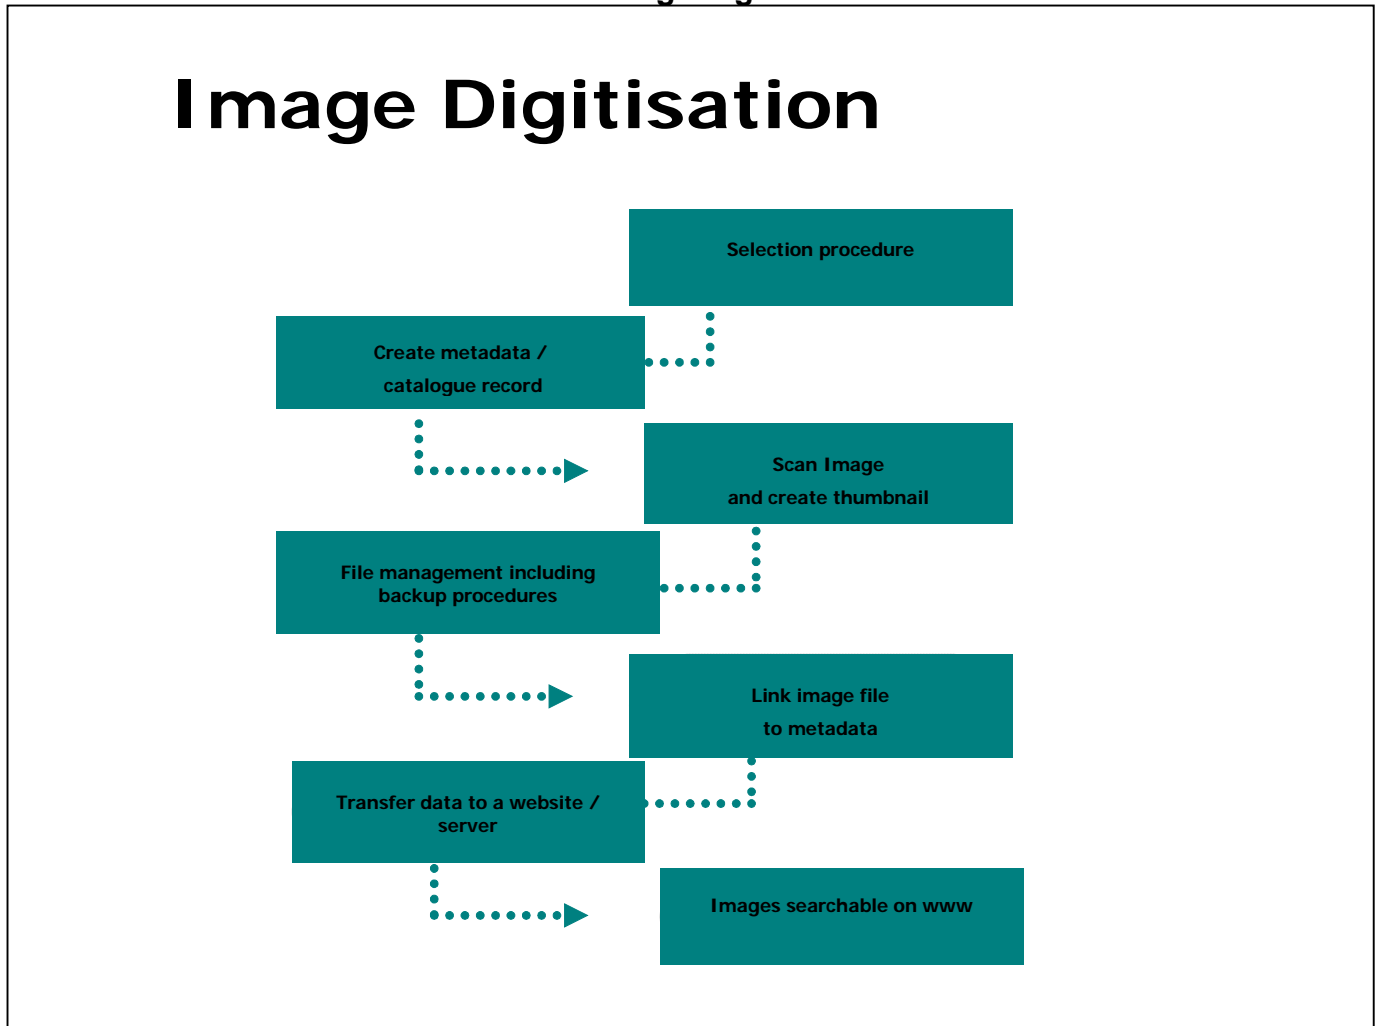 Image Digitisation
Selection procedure
Create metadata /
catalogue record
Scan Image
and create thumbnail
File management including
backup procedures
Link image file
to metadata
Transfer data to a website /
server
Images searchable on www